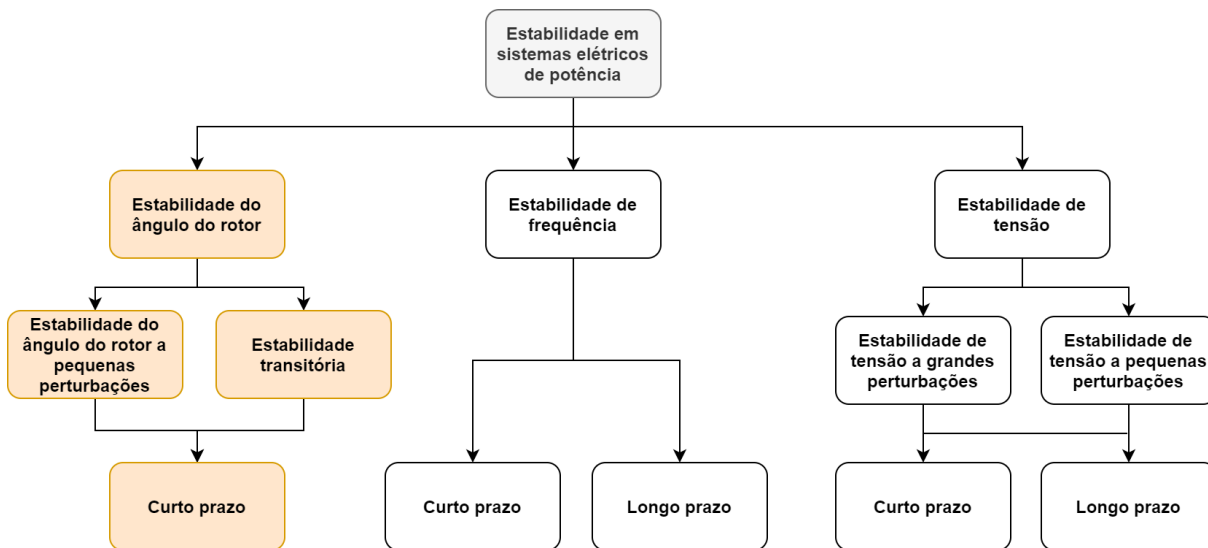 Estabilidade em
sistemas elétricos
de potência
Estabilidade do
ângulo do rotor
Estabilidade de
frequência
Estabilidade de
tensão
Estabilidade do
ângulo do rotor a
pequenas
perturbações
Estabilidade
transitória
Estabilidade de
tensão a grandes
perturbações
Estabilidade de
tensão a pequenas
perturbações
Curto prazo
Curto prazo
Longo prazo
Curto prazo
Longo prazo